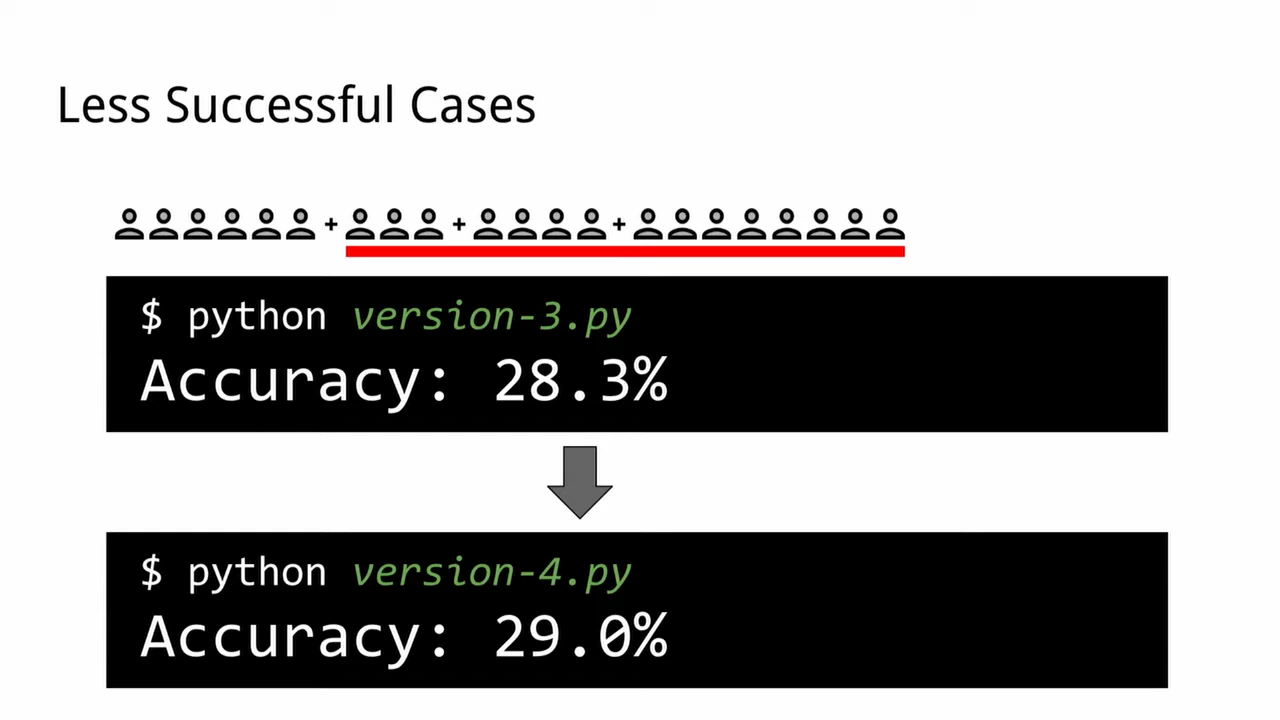 Less Successful Cases
+ + +
$ python version-3.py
Accuracy: 28.3%
$ python version-4.py
Accuracy: 29.0%